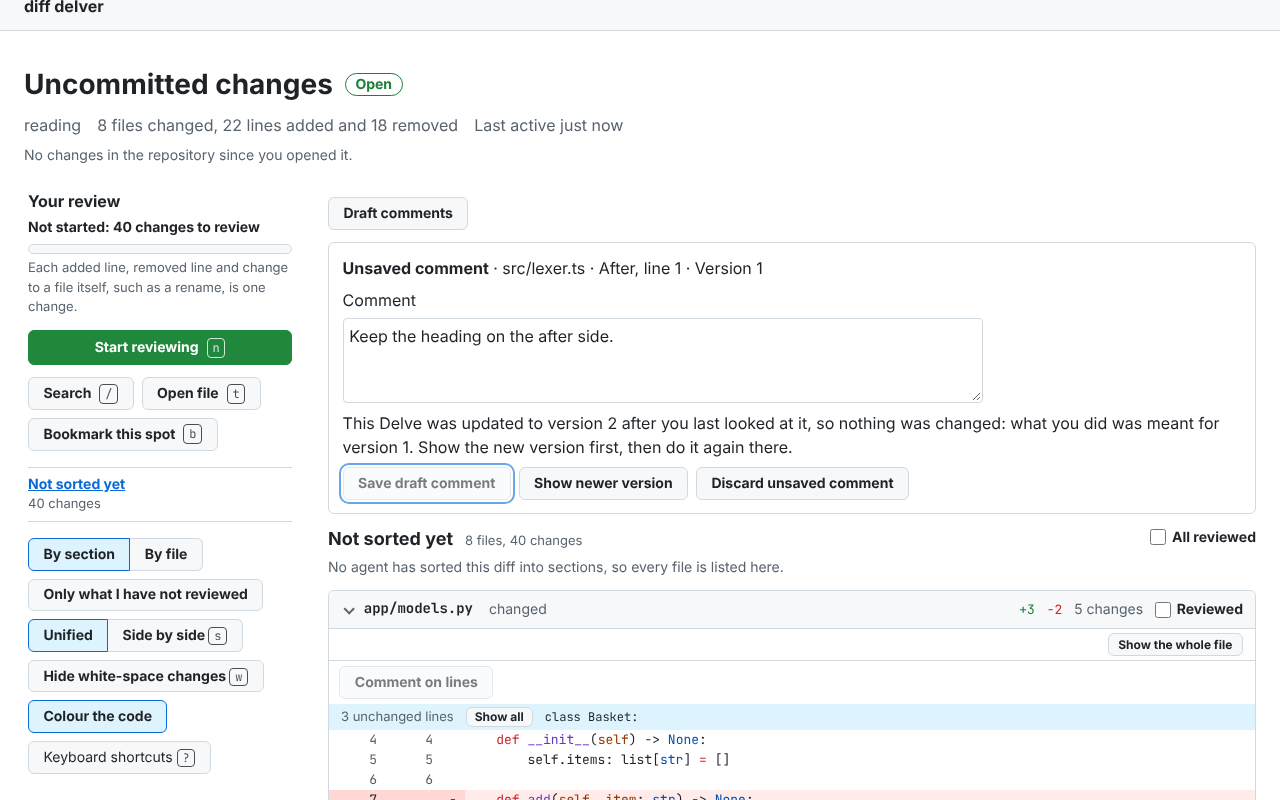 diff delver
Uncommitted changes Open
reading 8 files changed, 22 lines added and 18 removed Last active just now
No changes in the repository since you opened it.
Your review
Not started: 40 changes to review
Each added line, removed line and change
to a file itself, such as a rename, is one
change.
Start reviewing n
Search / Open file t
Bookmark this spot b
Not sorted yet
40 changes
By section By file
Only what I have not reviewed
Unified Side by side s
Hide white-space changes w
Colour the code
Keyboard shortcuts ?
Draft comments
Unsaved comment · src/lexer.ts · After, line 1 · Version 1
Comment
Keep the heading on the after side.
This Delve was updated to version 2 after you last looked at it, so nothing was changed: what you did was meant for
version 1. Show the new version first, then do it again there.
Save draft comment Show newer version Discard unsaved comment
Not sorted yet 8 files, 40 changes All reviewed
No agent has sorted this diff into sections, so every file is listed here.
app/models.py changed +3 -2 5 changes Reviewed
Show the whole file
Comment on lines
3 unchanged lines Show all class Basket:
4 4 def __init__(self) -> None:
5 5 self.items: list[str] = []
6 6
7 - def add(self, item: str) -> None: